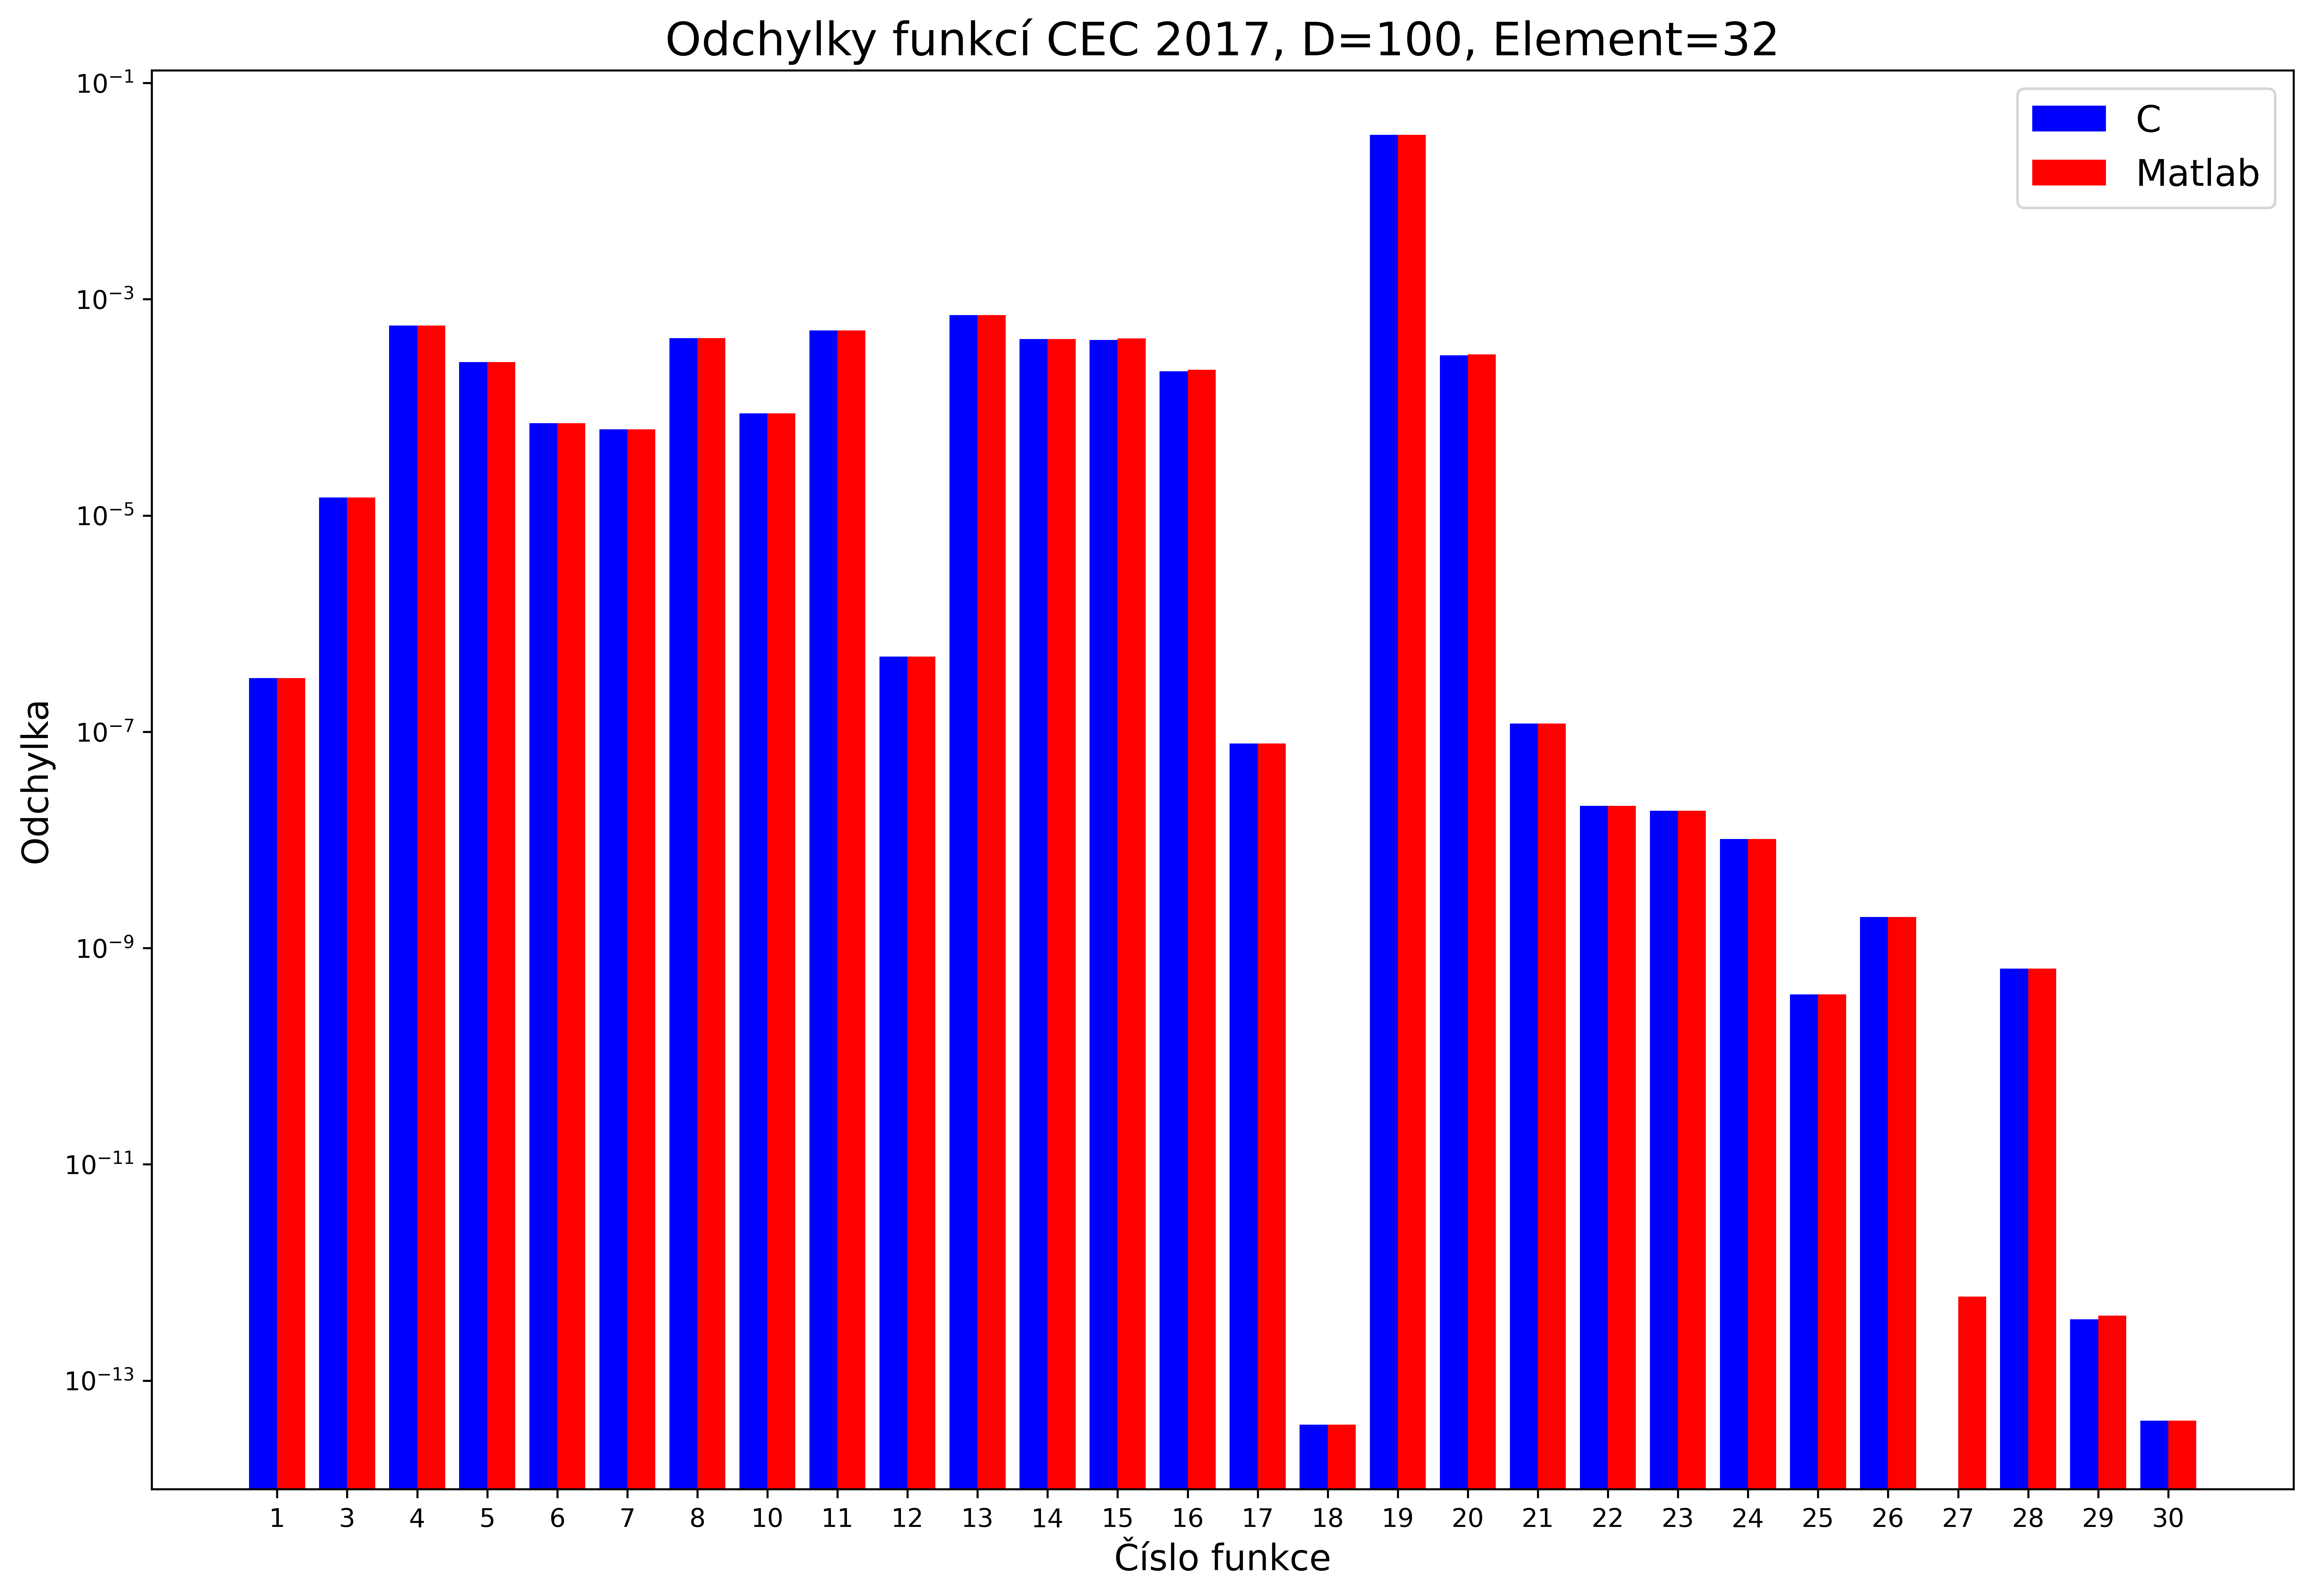 Odchylky funkcí CEC 2017, D=100, Element=32
C
Matlab
Odchylka
10⁻¹
10⁻³
10⁻⁵
10⁻⁷
10⁻⁹
10⁻¹¹
10⁻¹³
1 3 4 5 6 7 8 10 11 12 13 14 15 16 17 18 19 20 21 22 23 24 25 26 27 28 29 30
Číslo funkce